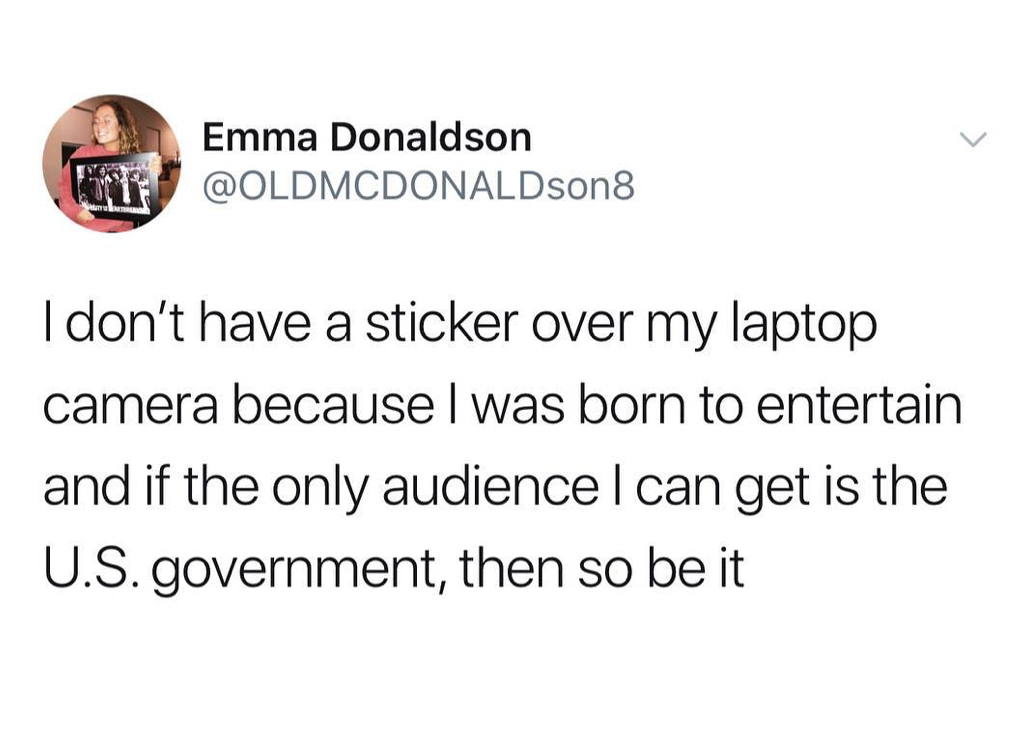 Emma Donaldson
@OLDMCDONALDson8
I don’t have a sticker over my laptop
camera because I was born to entertain
and if the only audience I can get is the
U.S. government, then so be it